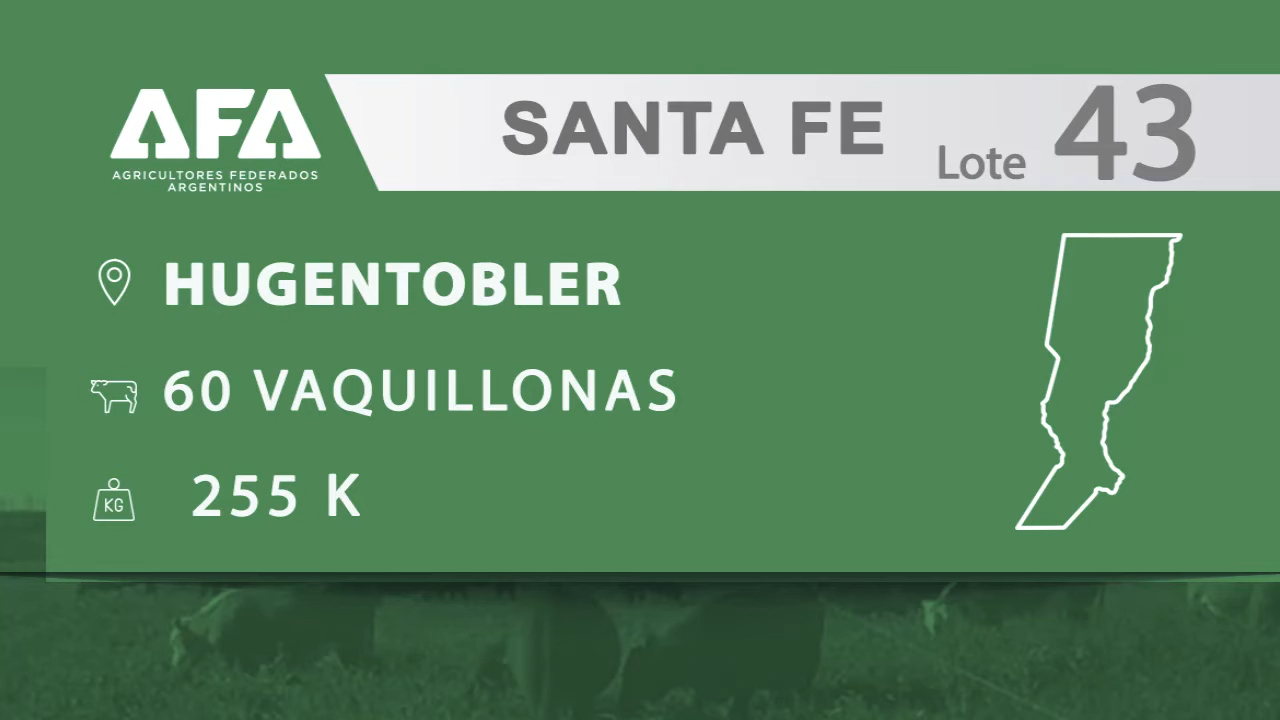 AFA
AGRICULTORES FEDERADOS
ARGENTINOS
SANTA FE
Lote 43
HUGENTOBLER
60 VAQUILLONAS
KG
255 K